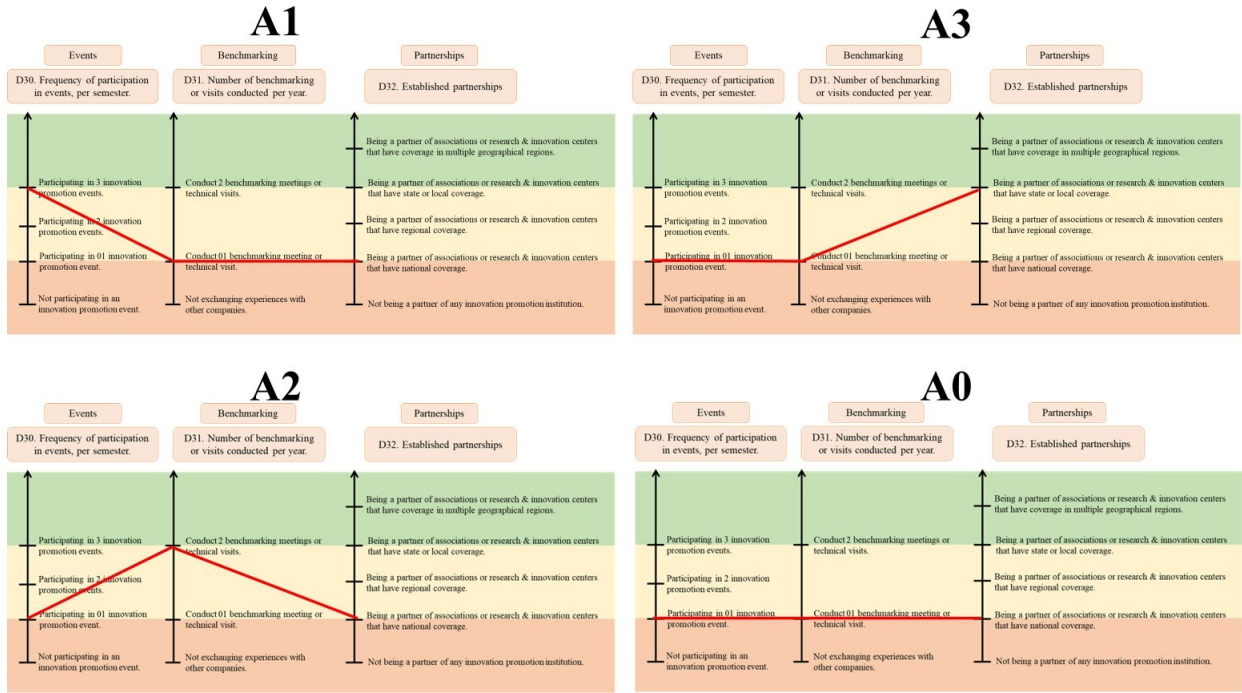 A1
Events
Benchmarking
Partnerships
D30. Frequency of participation
in events, per semester.
D31. Number of benchmarking
or visits conducted per year.
D32. Established partnerships
Being a partner of associations or research & innovation centers
that have coverage in multiple geographical regions.
Participating in 3 innovation
promotion events.
Conduct 2 benchmarking meetings or
technical visits.
Being a partner of associations or research & innovation centers
that have state or local coverage.
Participating in 2 innovation
promotion events.
Being a partner of associations or research & innovation centers
that have regional coverage.
Participating in 01 innovation
promotion event.
Conduct 01 benchmarking meeting or
technical visit.
Being a partner of associations or research & innovation centers
that have national coverage.
Not participating in an
innovation promotion event.
Not exchanging experiences with
other companies.
Not being a partner of any innovation promotion institution.
A3
Events
Benchmarking
Partnerships
D30. Frequency of participation
in events, per semester.
D31. Number of benchmarking
or visits conducted per year.
D32. Established partnerships
Being a partner of associations or research & innovation centers
that have coverage in multiple geographical regions.
Participating in 3 innovation
promotion events.
Conduct 2 benchmarking meetings or
technical visits.
Being a partner of associations or research & innovation centers
that have state or local coverage.
Participating in 2 innovation
promotion events.
Being a partner of associations or research & innovation centers
that have regional coverage.
Participating in 01 innovation
promotion event.
Conduct 01 benchmarking meeting or
technical visit.
Being a partner of associations or research & innovation centers
that have national coverage.
Not participating in an
innovation promotion event.
Not exchanging experiences with
other companies.
Not being a partner of any innovation promotion institution.
A2
Events
Benchmarking
Partnerships
D30. Frequency of participation
in events, per semester.
D31. Number of benchmarking
or visits conducted per year.
D32. Established partnerships
Being a partner of associations or research & innovation centers
that have coverage in multiple geographical regions.
Participating in 3 innovation
promotion events.
Conduct 2 benchmarking meetings or
technical visits.
Being a partner of associations or research & innovation centers
that have state or local coverage.
Participating in 2 innovation
promotion events.
Being a partner of associations or research & innovation centers
that have regional coverage.
Participating in 01 innovation
promotion event.
Conduct 01 benchmarking meeting or
technical visit.
Being a partner of associations or research & innovation centers
that have national coverage.
Not participating in an
innovation promotion event.
Not exchanging experiences with
other companies.
Not being a partner of any innovation promotion institution.
A0
Events
Benchmarking
Partnerships
D30. Frequency of participation
in events, per semester.
D31. Number of benchmarking
or visits conducted per year.
D32. Established partnerships
Being a partner of associations or research & innovation centers
that have coverage in multiple geographical regions.
Participating in 3 innovation
promotion events.
Conduct 2 benchmarking meetings or
technical visits.
Being a partner of associations or research & innovation centers
that have state or local coverage.
Participating in 2 innovation
promotion events.
Being a partner of associations or research & innovation centers
that have regional coverage.
Participating in 01 innovation
promotion event.
Conduct 01 benchmarking meeting or
technical visit.
Being a partner of associations or research & innovation centers
that have national coverage.
Not participating in an
innovation promotion event.
Not exchanging experiences with
other companies.
Not being a partner of any innovation promotion institution.